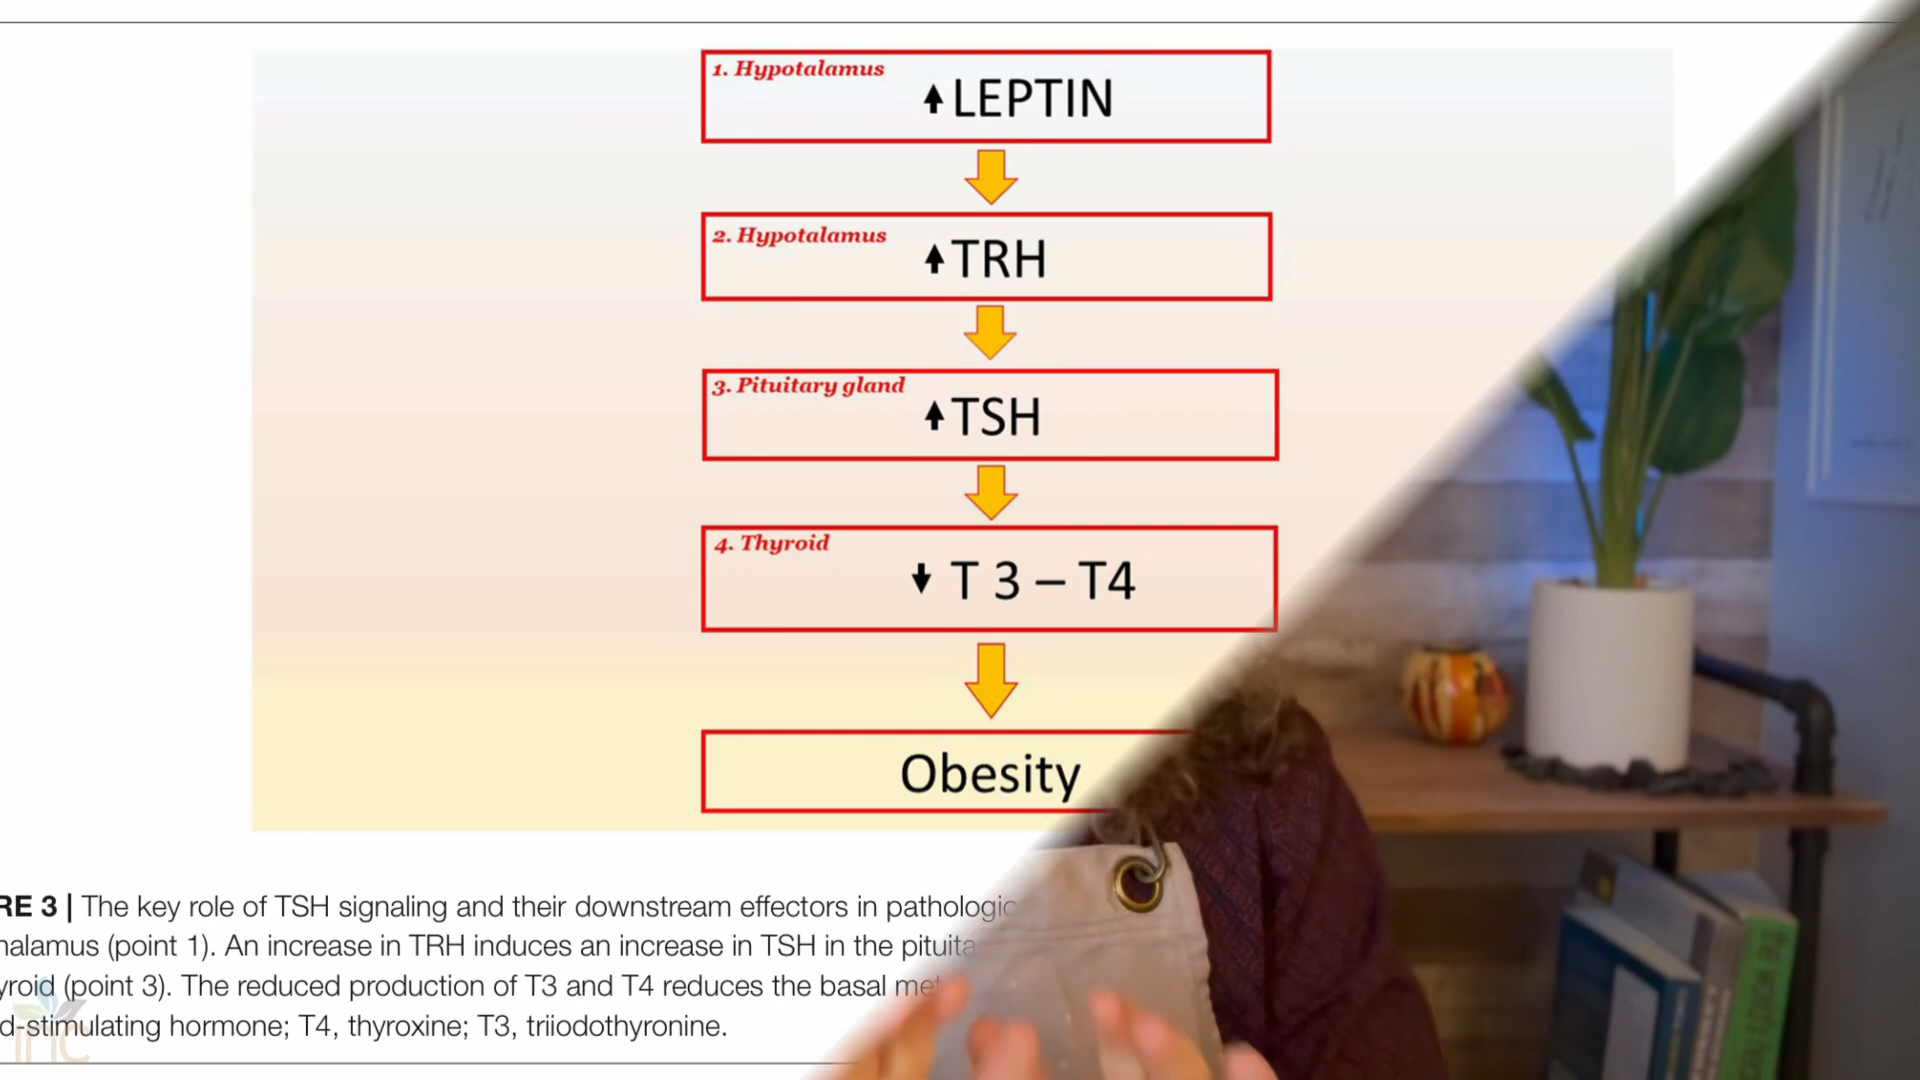 1. Hypotalamus
LEPTIN
2. Hypotalamus
TRH
3. Pituitary gland
TSH
4. Thyroid
T 3 – T4
Obesity
RE 3 | The key role of TSH signaling and their downstream effectors in pathologic
halamus (point 1). An increase in TRH induces an increase in TSH in the pituita
yroid (point 3). The reduced production of T3 and T4 reduces the basal met
d-stimulating hormone; T4, thyroxine; T3, triiodothyronine.